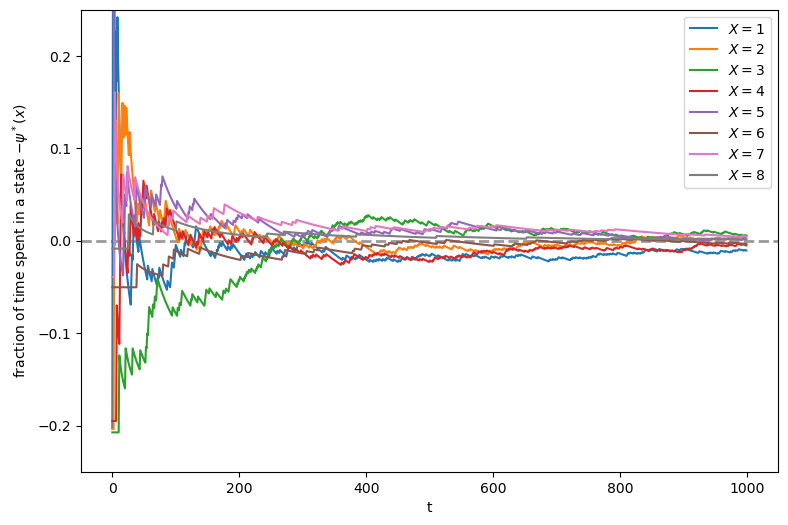 0.2
0.1
0.0
−0.1
−0.2
fraction of time spent in a state −ψ*(x)
0
200
400
600
800
1000
t
X = 1
X = 2
X = 3
X = 4
X = 5
X = 6
X = 7
X = 8